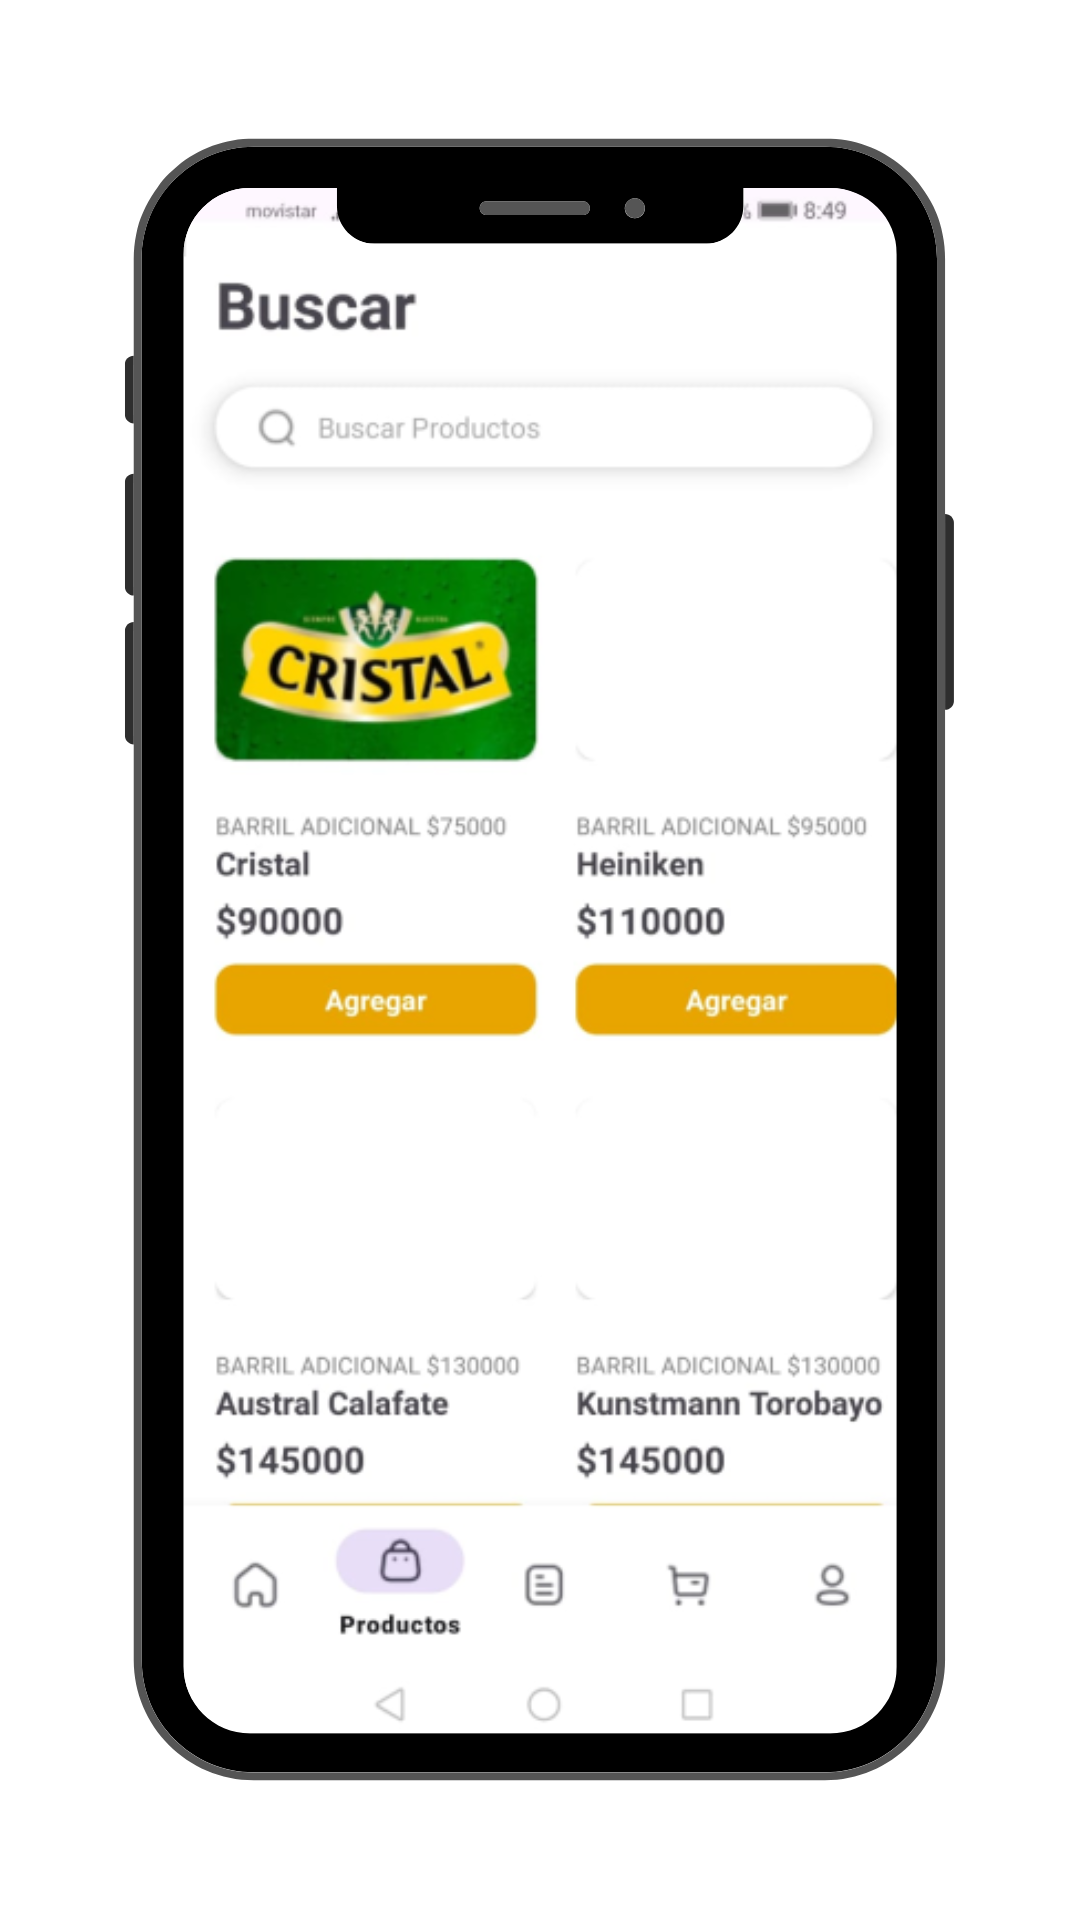 movistar
8:49
Buscar
Buscar Productos
CRISTAL
BARRIL ADICIONAL $75000
Cristal
$90000
Agregar
BARRIL ADICIONAL $95000
Heiniken
$110000
Agregar
BARRIL ADICIONAL $130000
Austral Calafate
$145000
BARRIL ADICIONAL $130000
Kunstmann Torobayo
$145000
Productos